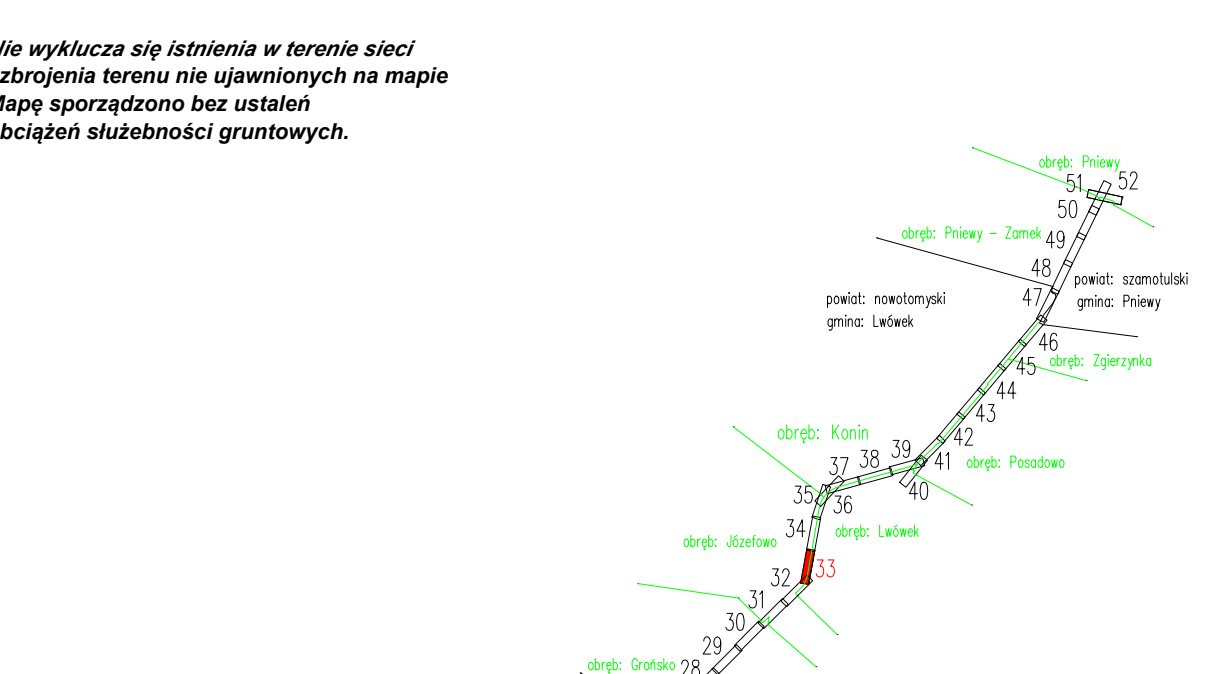 lie wyklucza się istnienia w terenie sieci
zbrojenia terenu nie ujawnionych na mapie
Mapę sporządzono bez ustaleń
bciążeń służebności gruntowych.
obręb: Pniewy
51
52
50
obręb: Pniewy – Zamek
49
48
powiat: szamotulski
47
powiat: nowotomyski
gmina: Pniewy
gmina: Lwówek
46
obręb: Zgierzynka
45
44
43
obręb: Konin
42
39
38
41
obręb: Posadowo
37
40
35
36
34
obręb: Lwówek
obręb: Józefowo
33
32
31
30
29
obręb: Grońsko
28